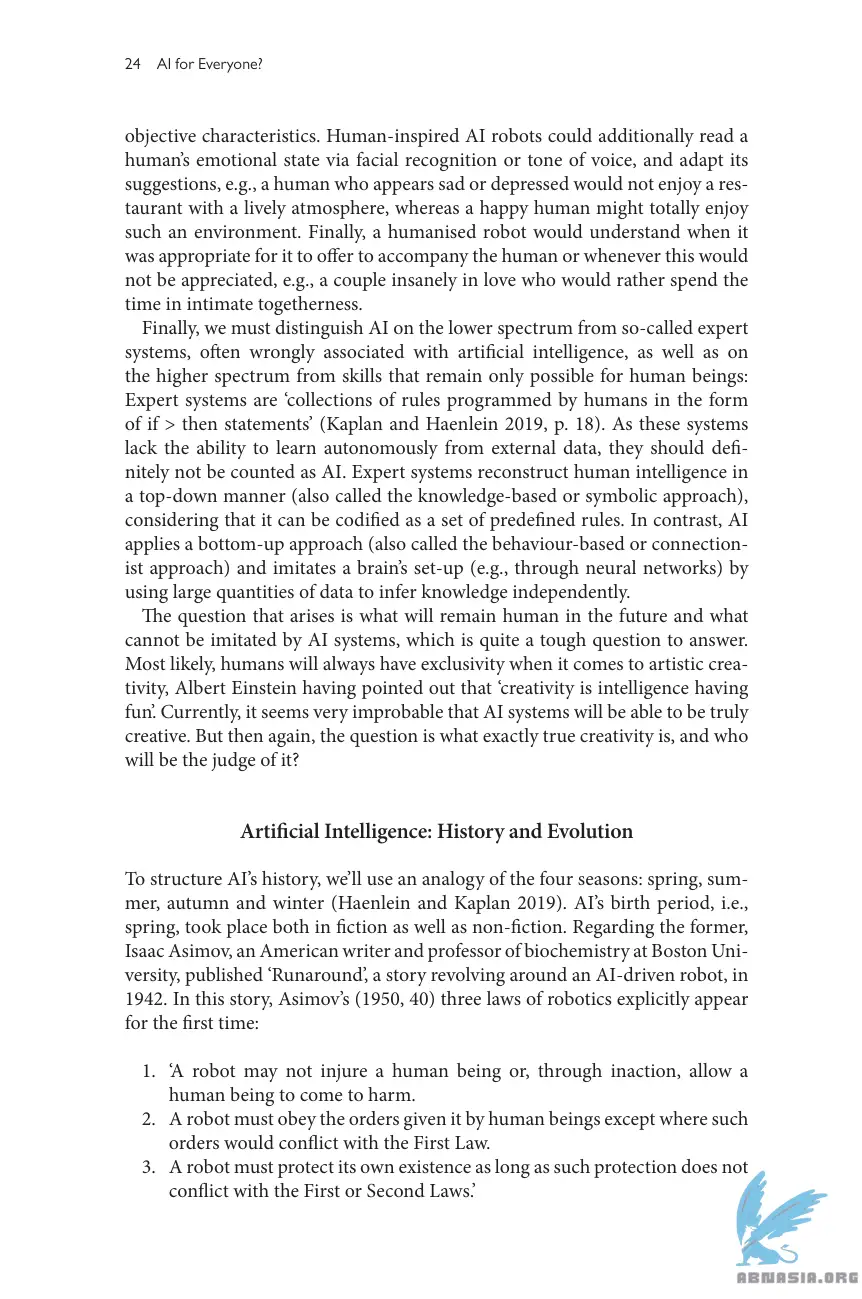 24 AI for Everyone?
objective characteristics. Human-inspired AI robots could additionally read a
human’s emotional state via facial recognition or tone of voice, and adapt its
suggestions, e.g., a human who appears sad or depressed would not enjoy a res-
taurant with a lively atmosphere, whereas a happy human might totally enjoy
such an environment. Finally, a humanised robot would understand when it
was appropriate for it to offer to accompany the human or whenever this would
not be appreciated, e.g., a couple insanely in love who would rather spend the
time in intimate togetherness.
Finally, we must distinguish AI on the lower spectrum from so-called expert
systems, often wrongly associated with artificial intelligence, as well as on
the higher spectrum from skills that remain only possible for human beings:
Expert systems are ‘collections of rules programmed by humans in the form
of if > then statements’ (Kaplan and Haenlein 2019, p. 18). As these systems
lack the ability to learn autonomously from external data, they should defi-
nitely not be counted as AI. Expert systems reconstruct human intelligence in
a top-down manner (also called the knowledge-based or symbolic approach),
considering that it can be codified as a set of predefined rules. In contrast, AI
applies a bottom-up approach (also called the behaviour-based or connection-
ist approach) and imitates a brain’s set-up (e.g., through neural networks) by
using large quantities of data to infer knowledge independently.
The question that arises is what will remain human in the future and what
cannot be imitated by AI systems, which is quite a tough question to answer.
Most likely, humans will always have exclusivity when it comes to artistic crea-
tivity, Albert Einstein having pointed out that ‘creativity is intelligence having
fun’. Currently, it seems very improbable that AI systems will be able to be truly
creative. But then again, the question is what exactly true creativity is, and who
will be the judge of it?
Artificial Intelligence: History and Evolution
To structure AI’s history, we’ll use an analogy of the four seasons: spring, sum-
mer, autumn and winter (Haenlein and Kaplan 2019). AI’s birth period, i.e.,
spring, took place both in fiction as well as non-fiction. Regarding the former,
Isaac Asimov, an American writer and professor of biochemistry at Boston Uni-
versity, published ‘Runaround’, a story revolving around an AI-driven robot, in
1942. In this story, Asimov’s (1950, 40) three laws of robotics explicitly appear
for the first time:
1. ‘A robot may not injure a human being or, through inaction, allow a
human being to come to harm.
2. A robot must obey the orders given it by human beings except where such
orders would conflict with the First Law.
3. A robot must protect its own existence as long as such protection does not
conflict with the First or Second Laws.’
ABNASIA.ORG